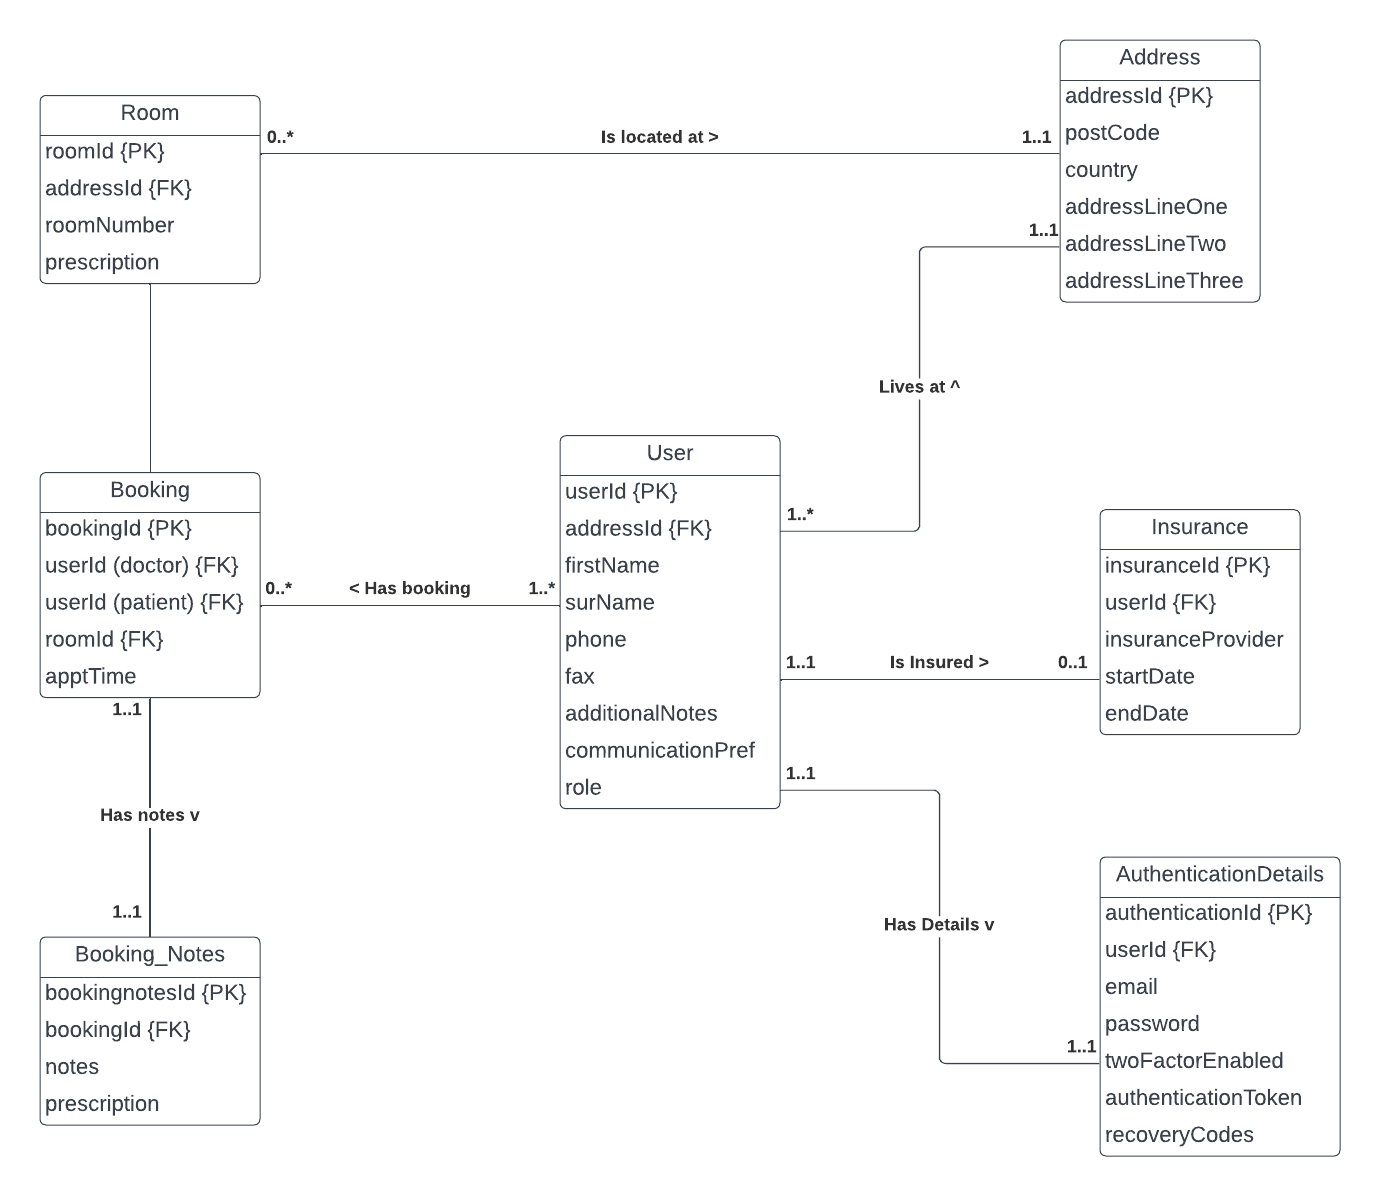 Address
addressId {PK}
postCode
country
addressLineOne
addressLineTwo
addressLineThree
Room
roomId {PK}
addressId {FK}
roomNumber
prescription
0..*
Is located at >
1..1
1..1
Lives at ^
1..*
User
userId {PK}
addressId {FK}
firstName
surName
phone
fax
additionalNotes
communicationPref
role
Booking
bookingId {PK}
userId (doctor) {FK}
userId (patient) {FK}
roomId {FK}
apptTime
0..*
< Has booking
1..*
Insurance
insuranceId {PK}
userId {FK}
insuranceProvider
startDate
endDate
1..1
Is Insured >
0..1
1..1
Has notes v
1..1
Booking_Notes
bookingnotesId {PK}
bookingId {FK}
notes
prescription
1..1
Has Details v
1..1
AuthenticationDetails
authenticationId {PK}
userId {FK}
email
password
twoFactorEnabled
authenticationToken
recoveryCodes